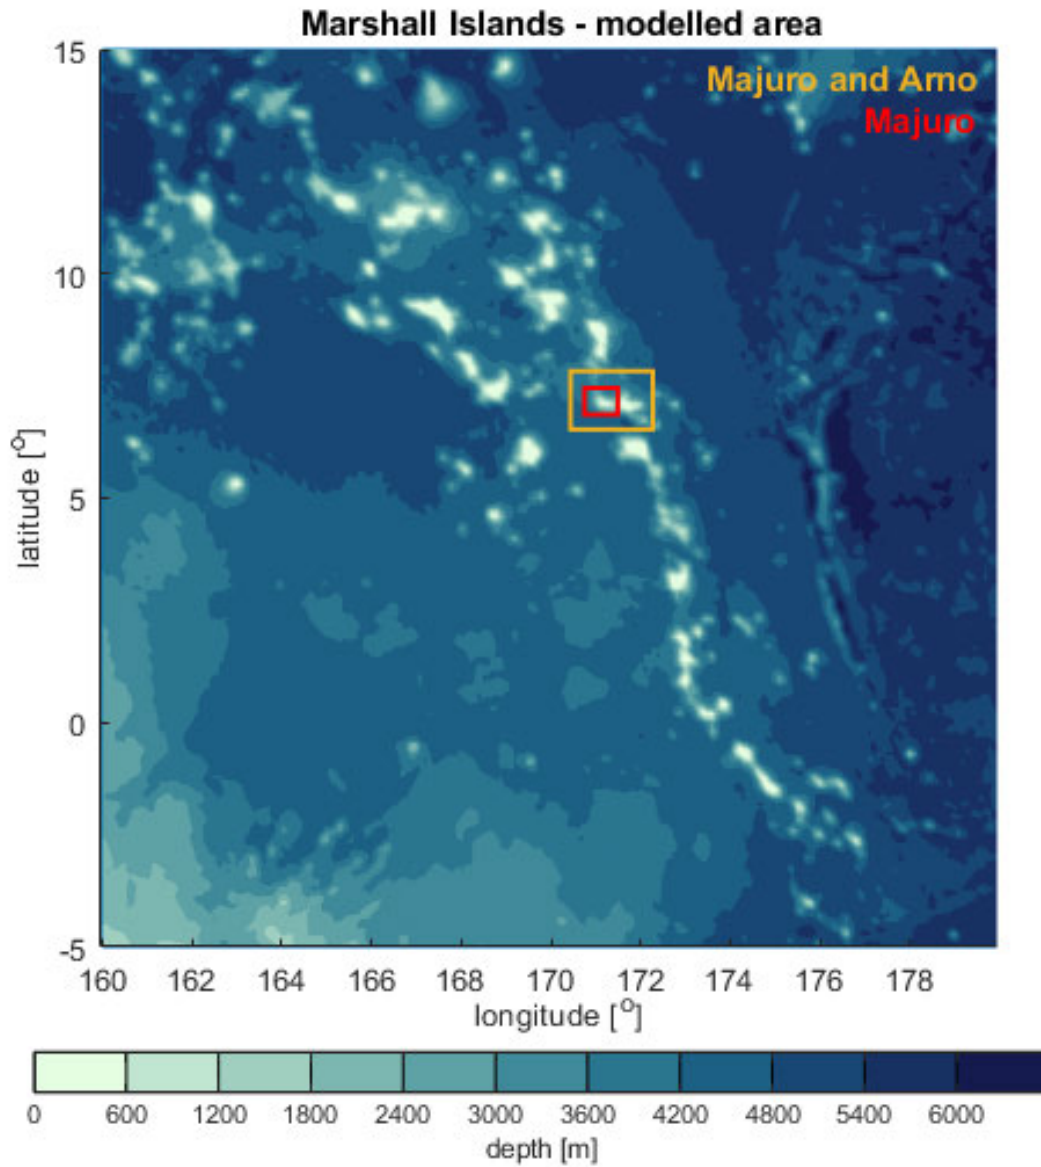 Marshall Islands - modelled area
Majuro and Arno
Majuro
15
10
5
0
-5
latitude [o]
160 162 164 166 168 170 172 174 176 178
longitude [o]
0 600 1200 1800 2400 3000 3600 4200 4800 5400 6000
depth [m]